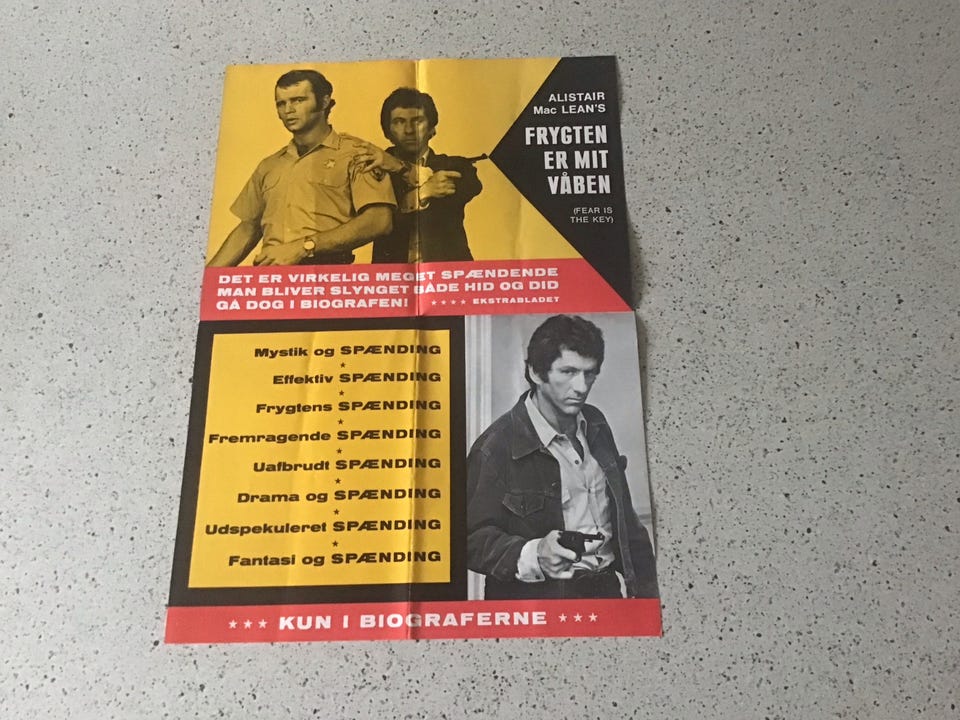 ALISTAIR
Mac LEAN'S
FRYGTEN
ER MIT
VÅBEN
(FEAR IS
THE KEY)
DET ER VIRKELIG MEGET SPÆNDENDE
MAN BLIVER SLYNGET BÅDE HID OG DID
GÅ DOG I BIOGRAFEN! ★ ★ ★ ★ EKSTRABLADET
Mystik og SPÆNDING
★
Effektiv SPÆNDING
★
Frygtens SPÆNDING
★
Fremragende SPÆNDING
★
Uafbrudt SPÆNDING
★
Drama og SPÆNDING
★
Udspekuleret SPÆNDING
★
Fantasi og SPÆNDING
★ ★ ★ KUN I BIOGRAFERNE ★ ★ ★